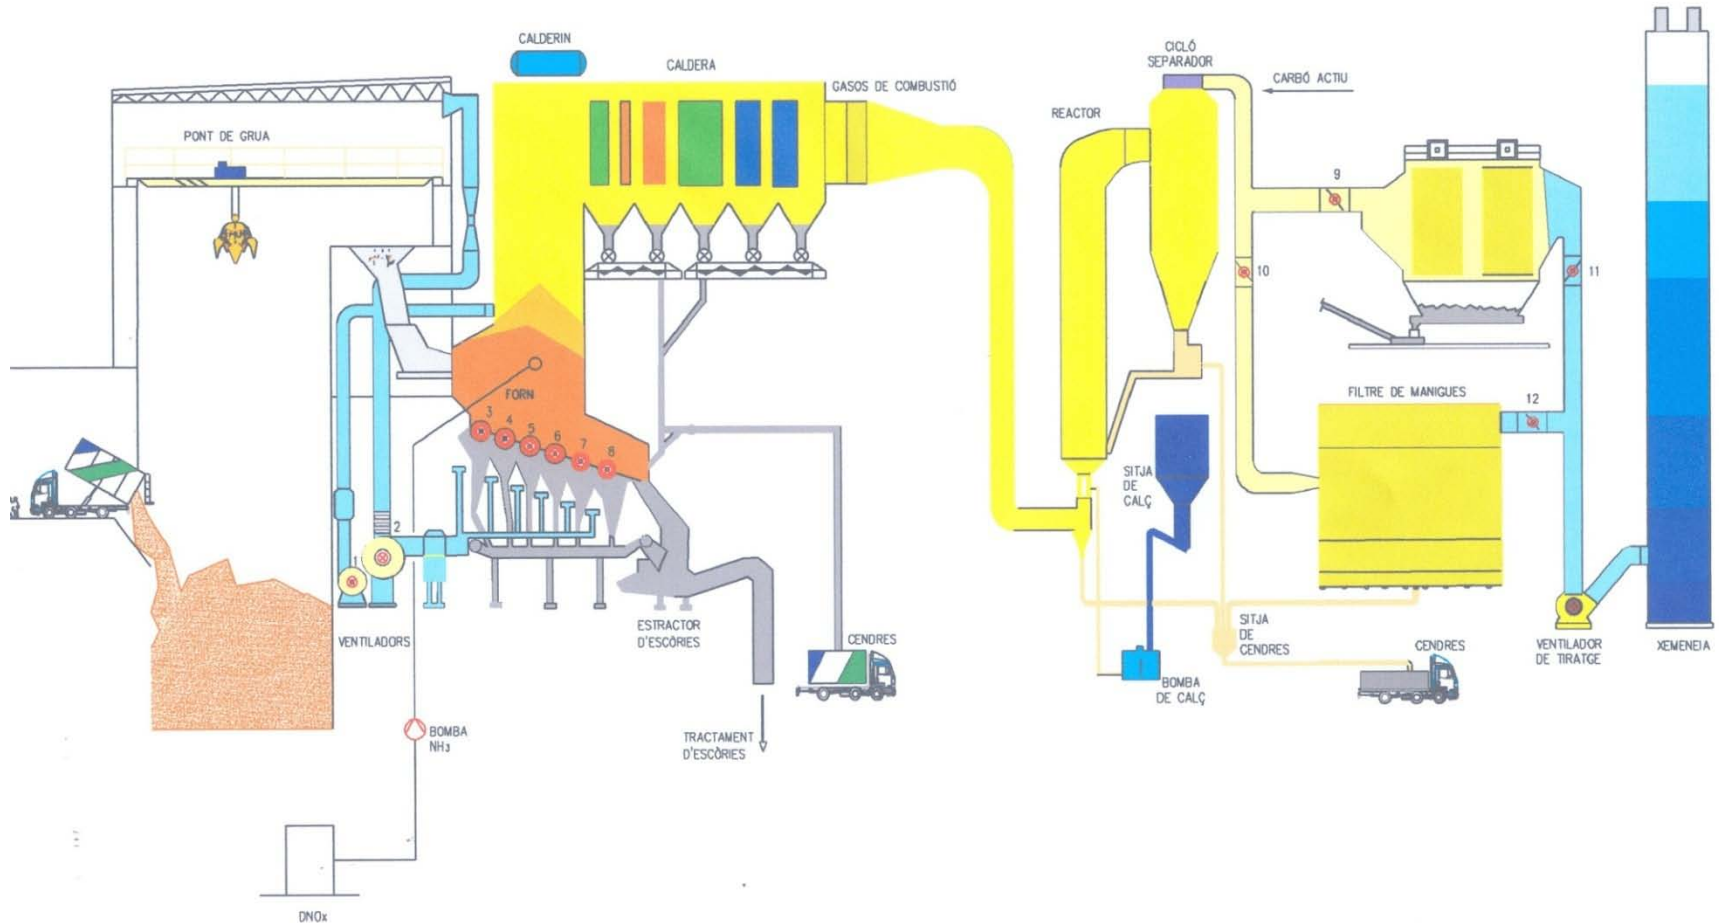 CALDERIN
CALDERA
GASOS DE COMBUSTIÓ
CICLÓ
SEPARADOR
CARBÓ ACTIU
REACTOR
PONT DE GRUA
9
10
11
FORN
3
4
5
6
7
8
FILTRE DE MANIGUES
12
SITJA
DE
CALÇ
2
1
VENTILADORS
ESTRACTOR
D'ESCÒRIES
CENDRES
SITJA
DE
CENDRES
BOMBA
DE CALÇ
CENDRES
VENTILADOR
DE TIRATGE
XEMENEIA
BOMBA
NH₃
TRACTAMENT
D'ESCÒRIES
DNOx